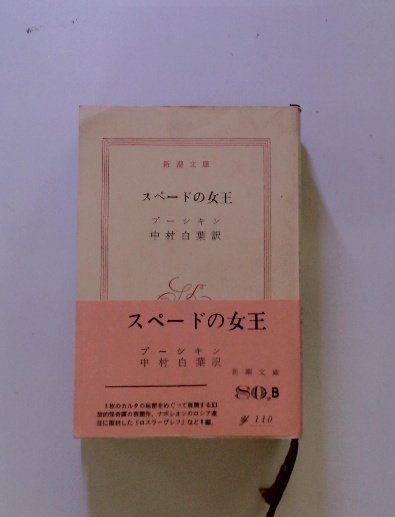 新潮文庫
スペードの女王
プーシキン
中村白葉訳
スペードの女王
プーシキン
中村白葉訳
新潮文庫
80 B
3枚のカルタの秘密をめぐって展開する幻
想的怪奇譚の表題作、ナポレオンのロシア遠
征に取材した「ロスラーヴレフ」など8編。
110